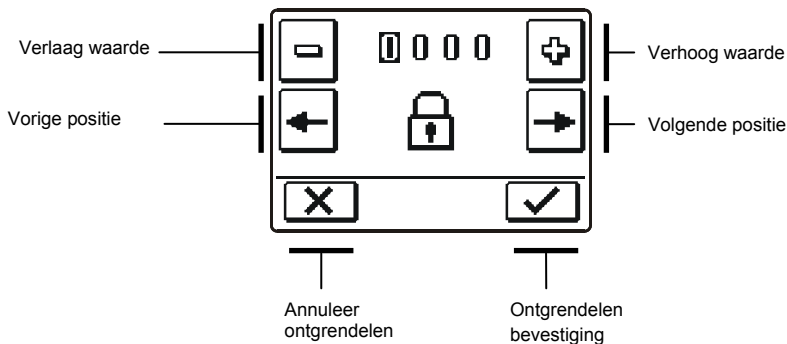 Verlaag waarde
0000
Verhoog waarde
Vorige positie
Volgende positie
Annuleer
ontgrendelen
Ontgrendelen
bevestiging